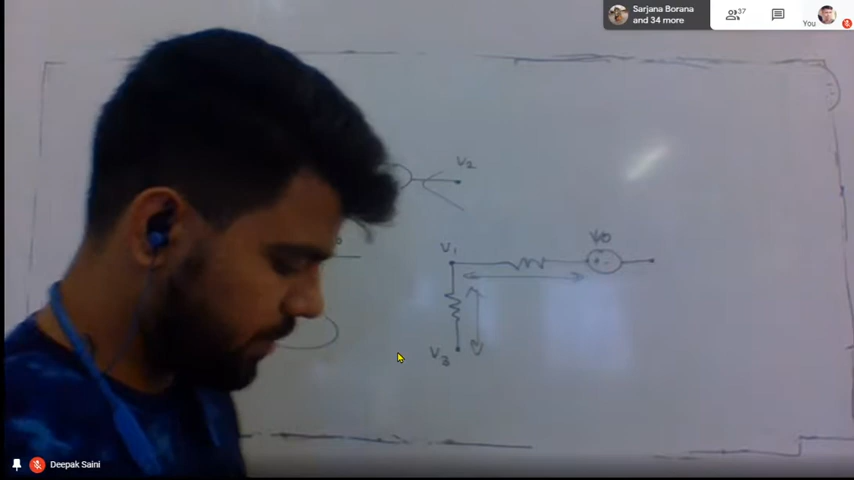 Sarjana Borana
and 34 more
37
You
V2
V1
V0
+ -
V3
Deepak Saini